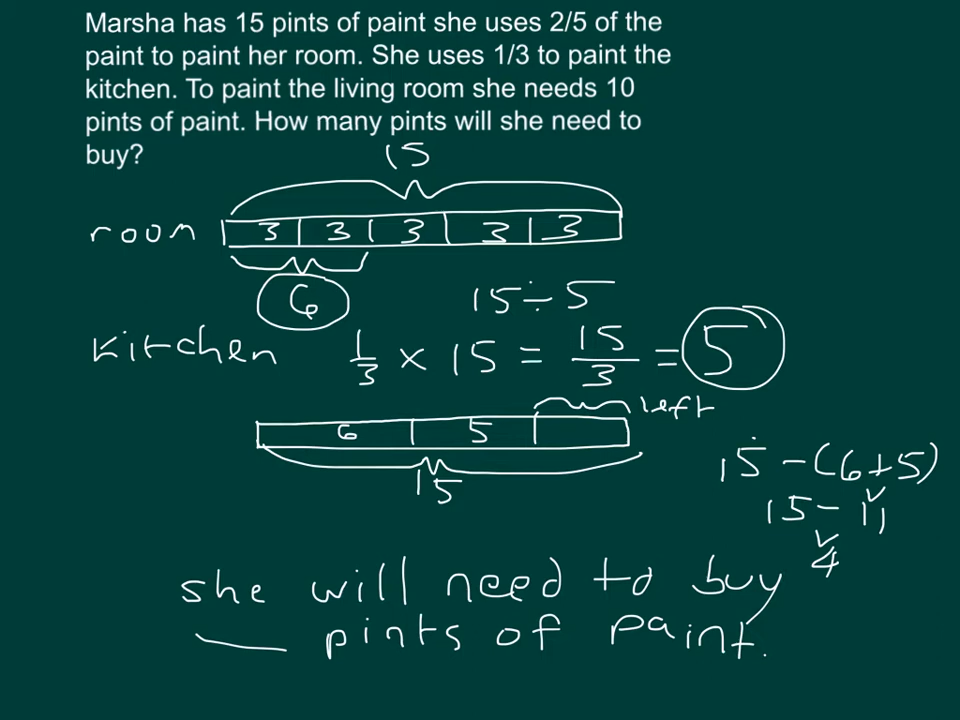 Marsha has 15 pints of paint she uses 2/5 of the
paint to paint her room. She uses 1/3 to paint the
kitchen. To paint the living room she needs 10
pints of paint. How many pints will she need to
buy?
15
room 3 3 3 3 3
6 15 ÷ 5
Kitchen 1/3 × 15 = 15/3 = 5
left
6 5
15
15 - (6+5)
15 - 11
4
she will need to buy
___ pints of paint.